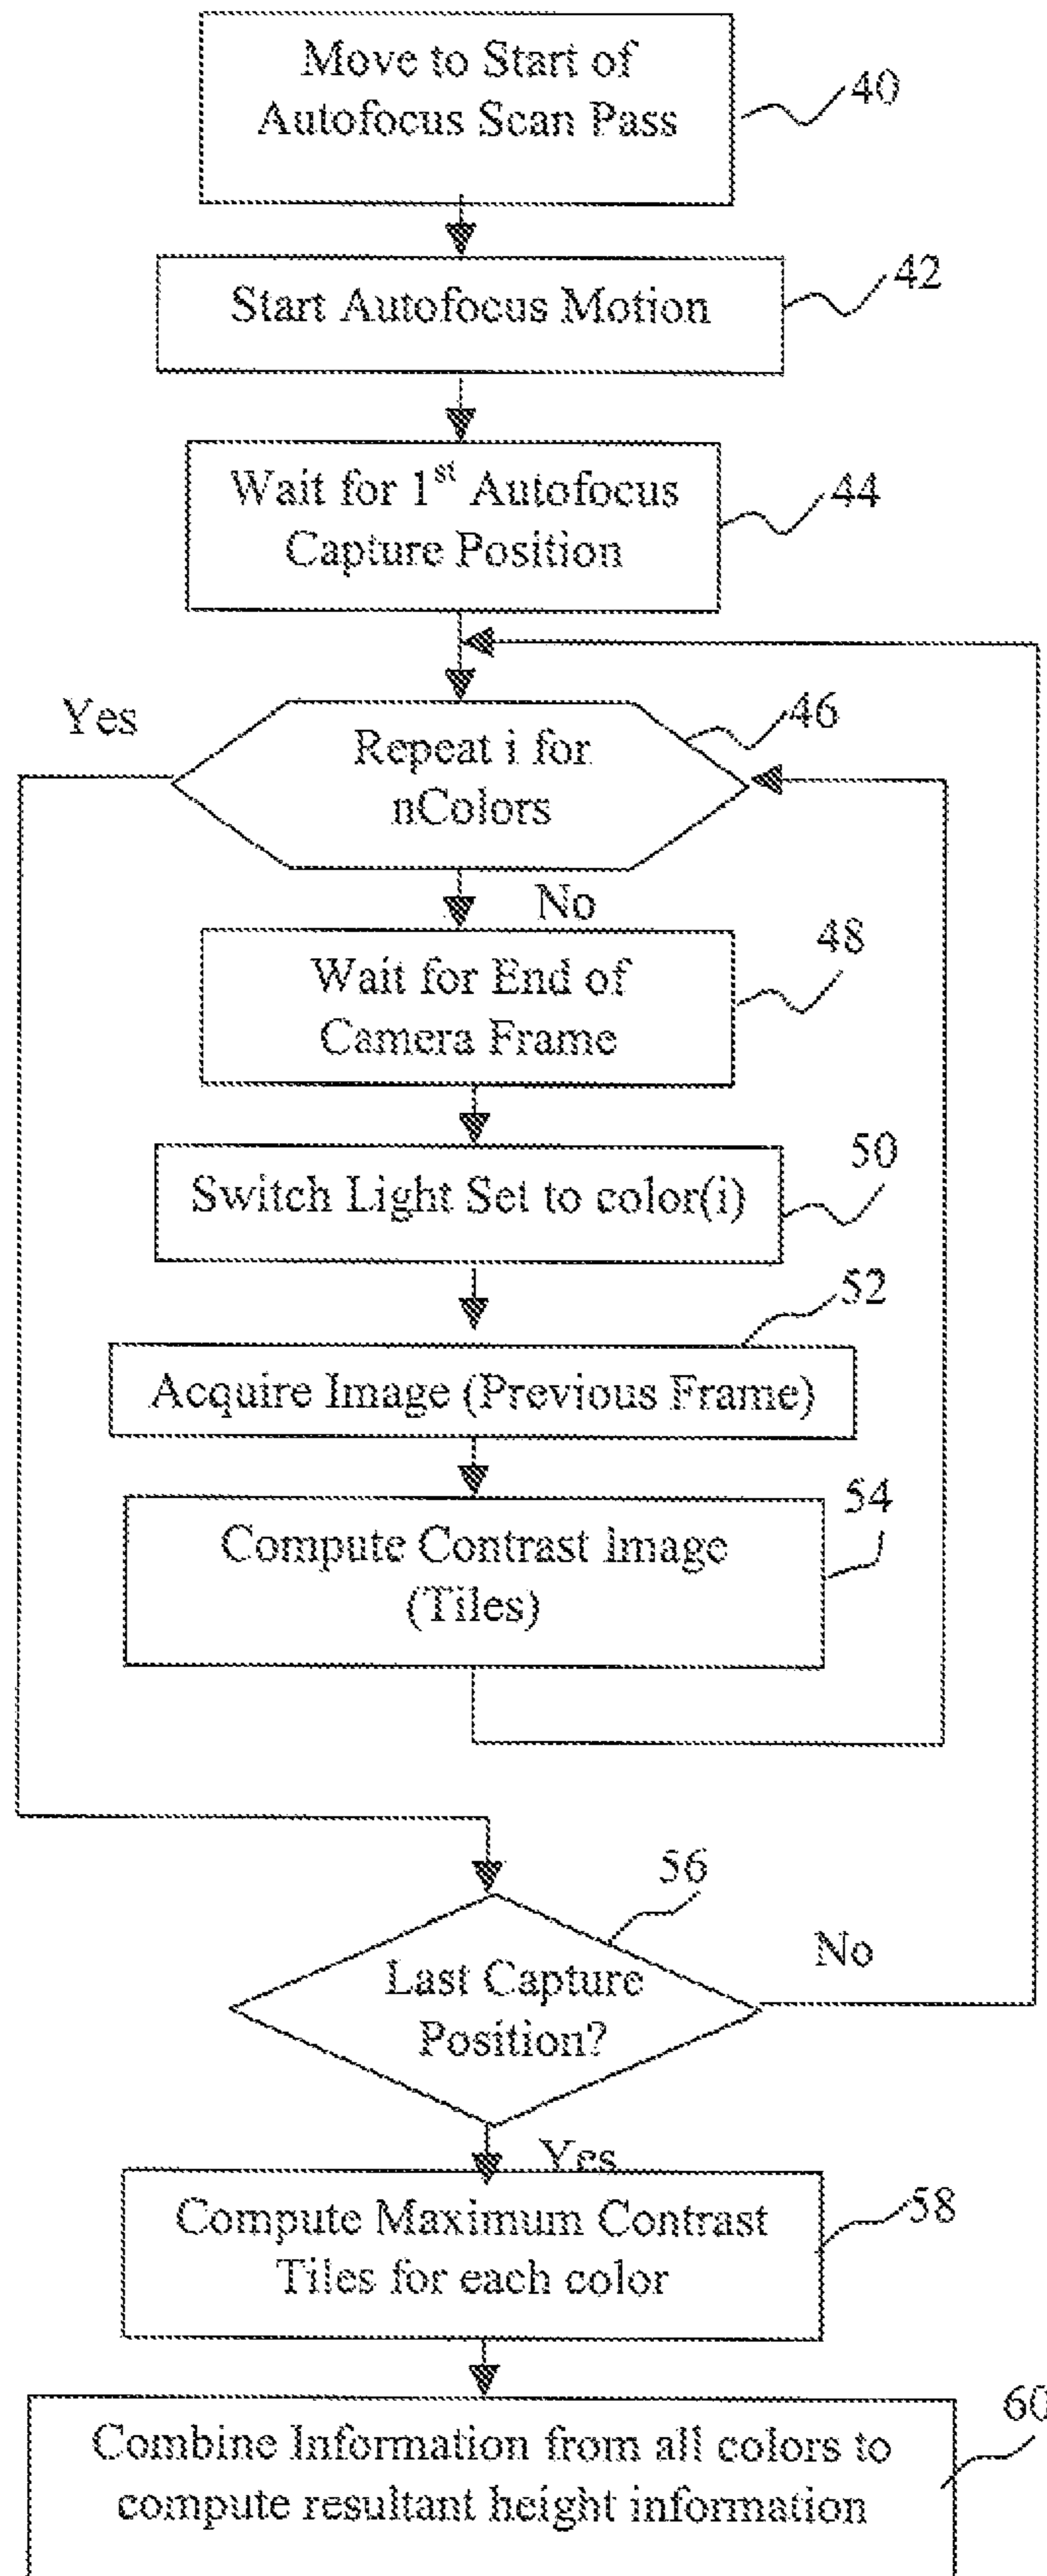 Move to Start of
Autofocus Scan Pass
40
Start Autofocus Motion
42
Wait for 1st Autofocus
Capture Position
44
Yes
Repeat i for
nColors
46
No
Wait for End of
Camera Frame
48
Switch Light Set to color(i)
50
Acquire Image (Previous Frame)
52
Compute Contrast Image
(Tiles)
54
Last Capture
Position?
56
No
Yes
Compute Maximum Contrast
Tiles for each color
58
Combine Information from all colors to
compute resultant height information
60